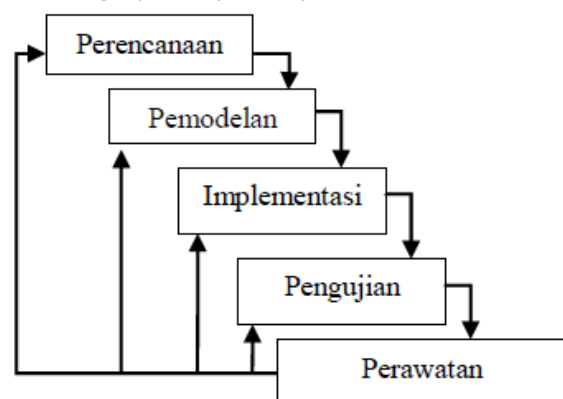 Perencanaan
Pemodelan
Implementasi
Pengujian
Perawatan